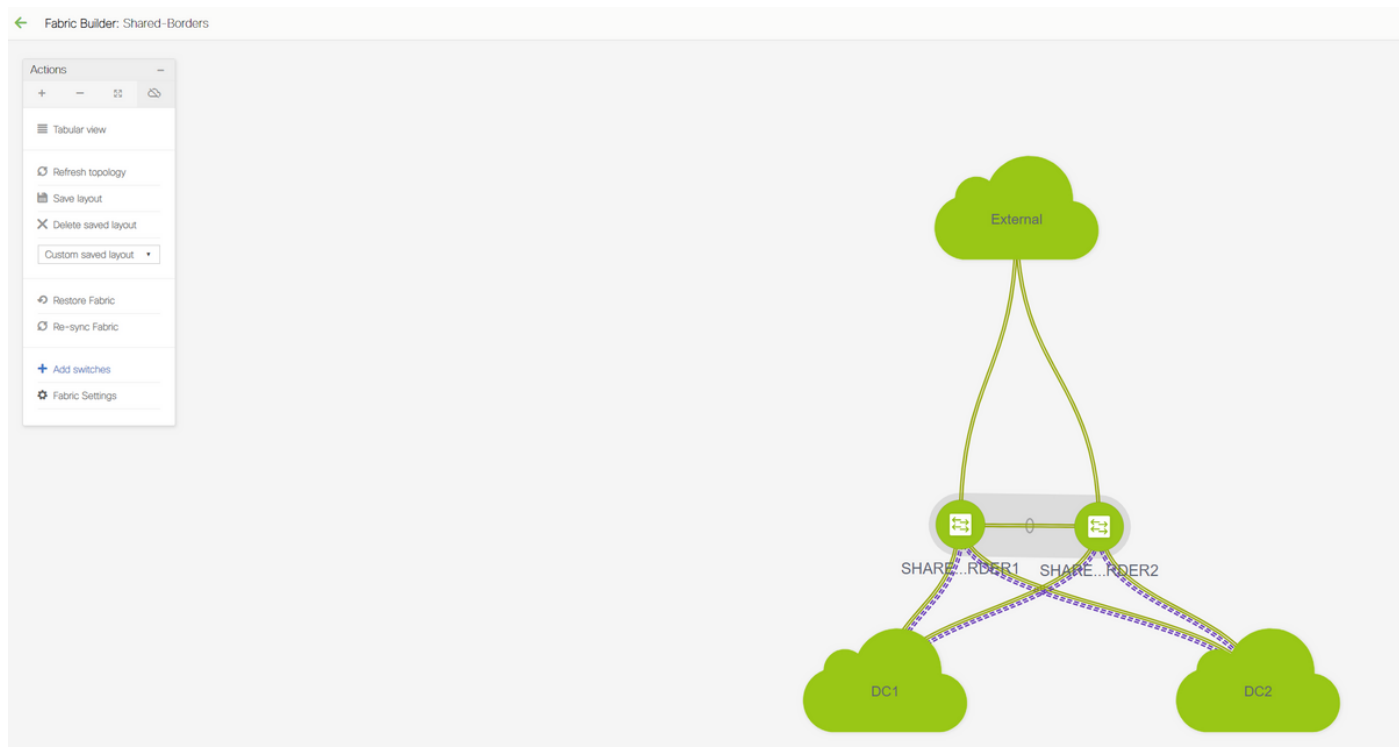 Fabric Builder: Shared-Borders
Actions
Tabular view
Refresh topology
Save layout
Delete saved layout
Custom saved layout
Restore Fabric
Re-sync Fabric
Add switches
Fabric Settings
External
SHARE...RDER1 SHARE...RDER2
DC1 DC2